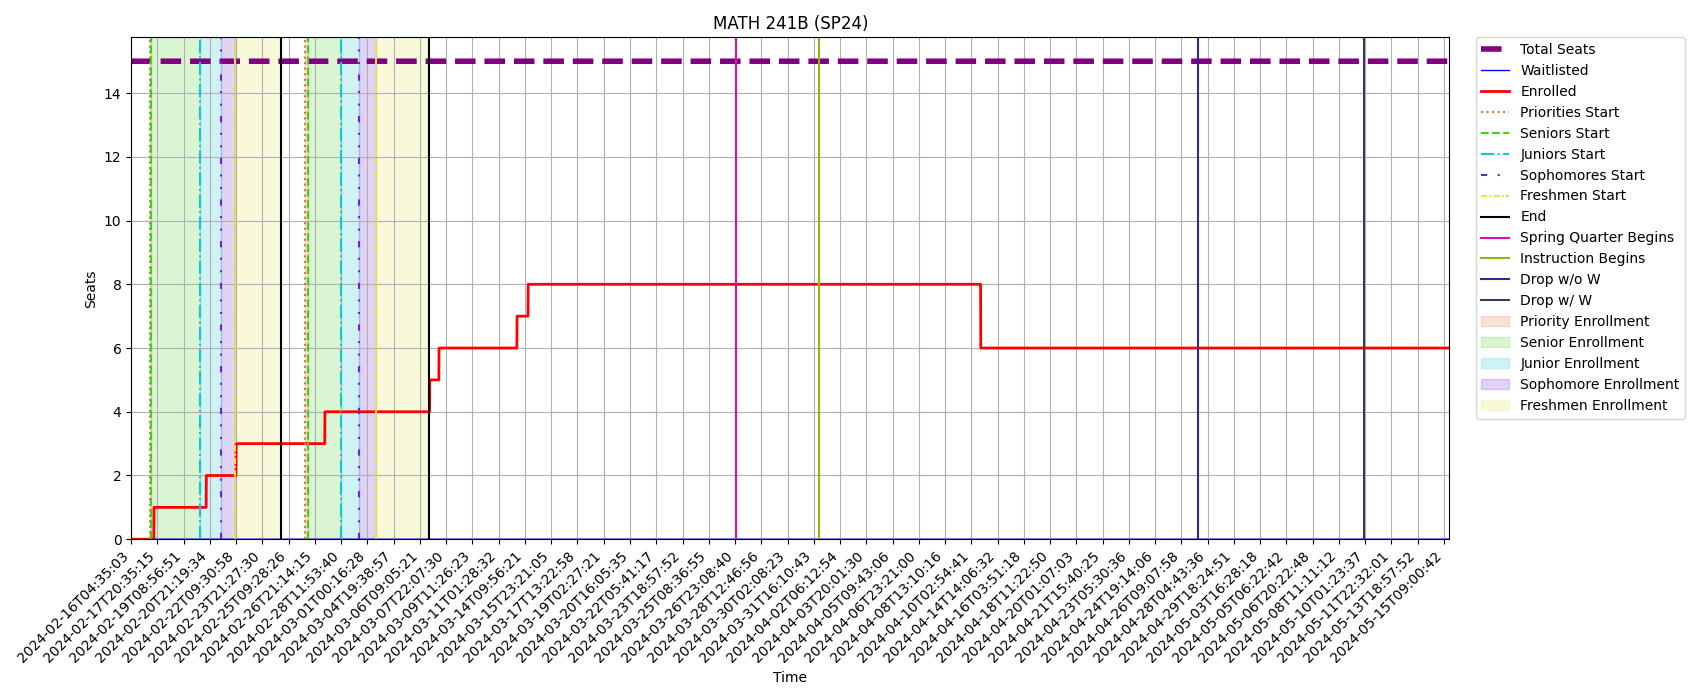 MATH 241B (SP24)
Seats
14
12
10
8
6
4
2
0
2024-02-16T04:35:03
2024-02-17T20:35:15
2024-02-19T08:56:51
2024-02-20T21:19:34
2024-02-22T09:30:58
2024-02-23T21:27:30
2024-02-25T09:28:26
2024-02-26T21:14:15
2024-02-28T11:53:40
2024-03-01T00:16:28
2024-03-04T19:38:57
2024-03-06T09:05:21
2024-03-07T22:07:30
2024-03-11T01:26:23
2024-03-11T01:28:32
2024-03-14T09:56:21
2024-03-15T23:21:05
2024-03-17T13:22:58
2024-03-19T02:27:21
2024-03-20T16:05:35
2024-03-22T05:41:17
2024-03-23T18:57:52
2024-03-25T08:36:55
2024-03-26T23:08:40
2024-03-28T12:46:56
2024-03-30T02:08:23
2024-03-31T16:10:43
2024-04-02T06:12:54
2024-04-03T20:01:30
2024-04-05T09:43:06
2024-04-06T23:21:00
2024-04-08T13:10:16
2024-04-10T02:54:41
2024-04-14T14:06:32
2024-04-16T03:51:18
2024-04-18T11:22:50
2024-04-20T01:07:03
2024-04-21T15:40:25
2024-04-23T05:30:36
2024-04-24T19:14:06
2024-04-26T09:07:58
2024-04-28T04:43:36
2024-04-29T18:24:51
2024-05-03T16:28:18
2024-05-05T06:22:42
2024-05-06T20:22:48
2024-05-08T11:11:12
2024-05-10T01:23:37
2024-05-11T22:32:01
2024-05-13T18:57:52
2024-05-15T09:00:42
Time
Total Seats
Waitlisted
Enrolled
Priorities Start
Seniors Start
Juniors Start
Sophomores Start
Freshmen Start
End
Spring Quarter Begins
Instruction Begins
Drop w/o W
Drop w/ W
Priority Enrollment
Senior Enrollment
Junior Enrollment
Sophomore Enrollment
Freshmen Enrollment